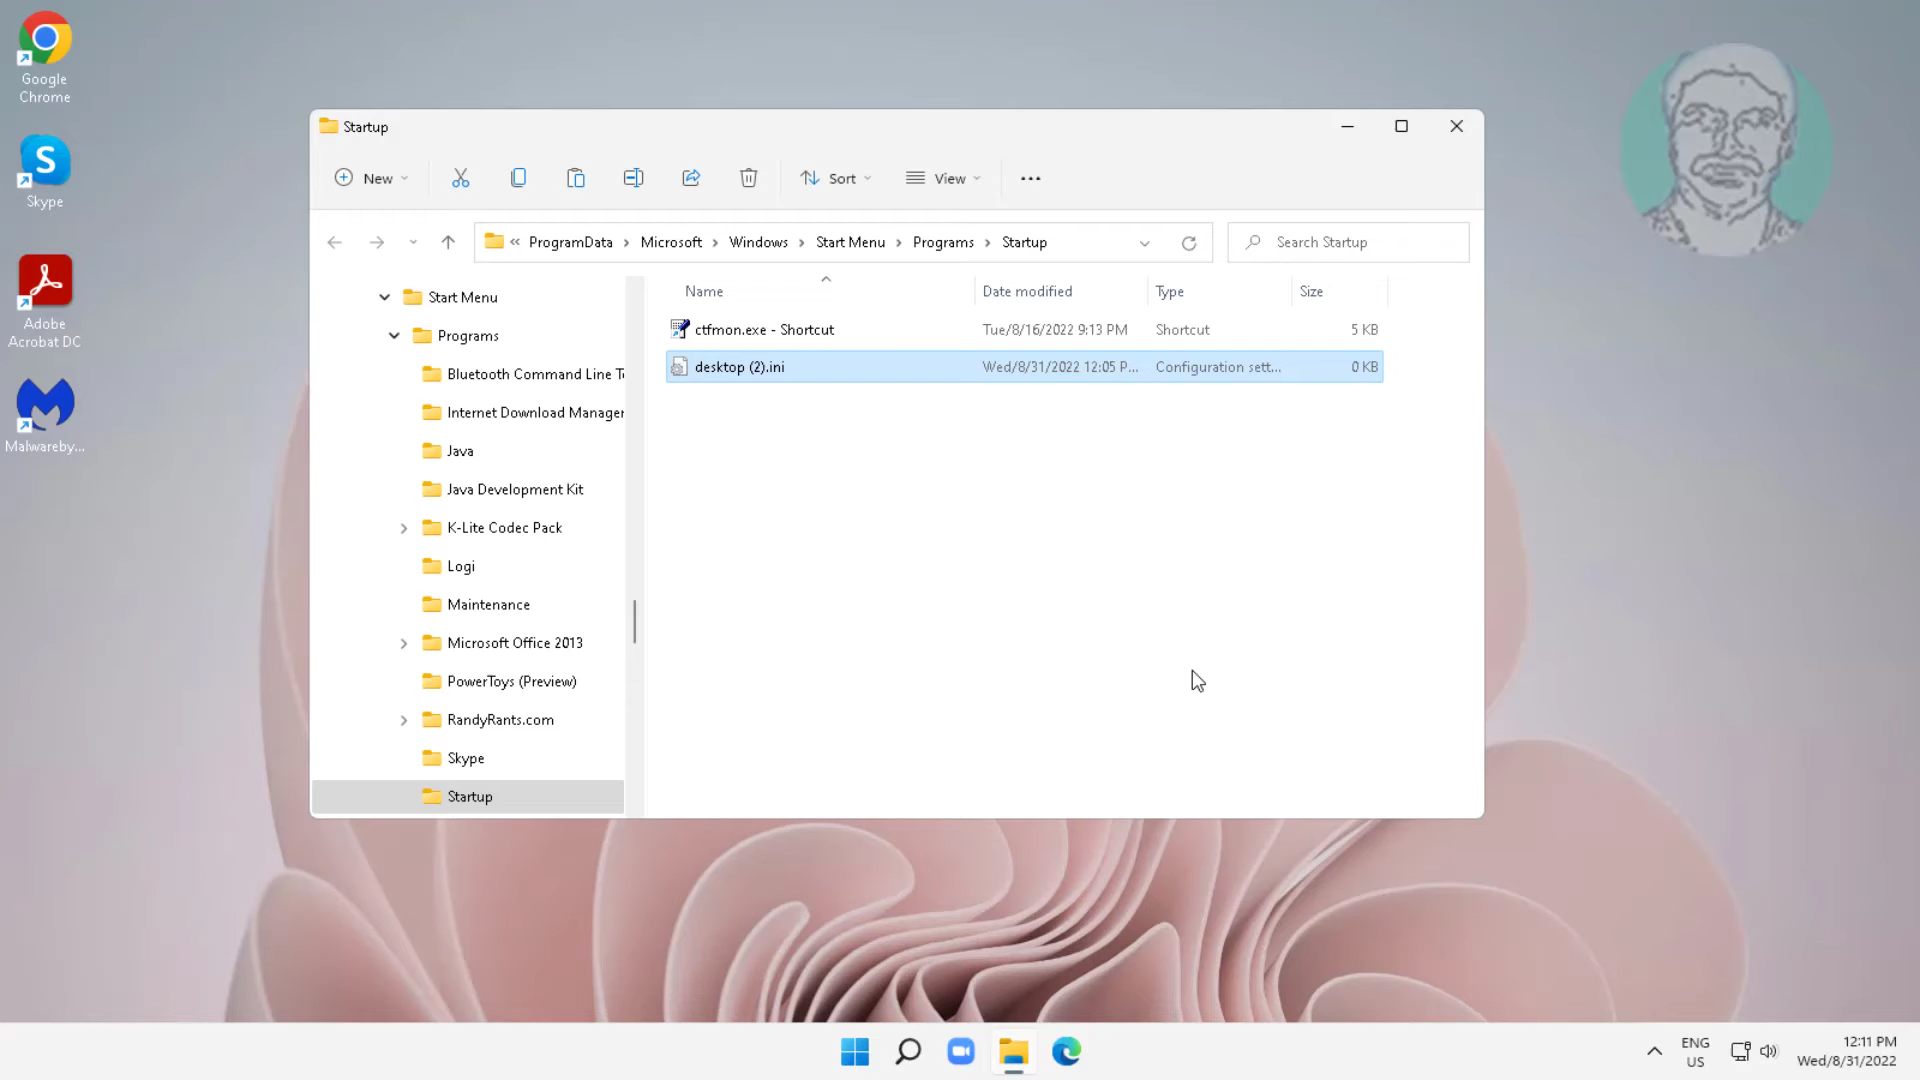 Google
Chrome
S
Skype
Adobe
Acrobat DC
Malwareby...
Startup
New
Sort
View
« ProgramData > Microsoft > Windows > Start Menu > Programs > Startup
Search Startup
Name Date modified Type Size
ctfmon.exe - Shortcut Tue/8/16/2022 9:13 PM Shortcut 5 KB
desktop (2).ini Wed/8/31/2022 12:05 P... Configuration sett... 0 KB
Start Menu
Programs
Bluetooth Command Line T
Internet Download Manager
Java
Java Development Kit
K-Lite Codec Pack
Logi
Maintenance
Microsoft Office 2013
PowerToys (Preview)
RandyRants.com
Skype
Startup
ENG
US
12:11 PM
Wed/8/31/2022